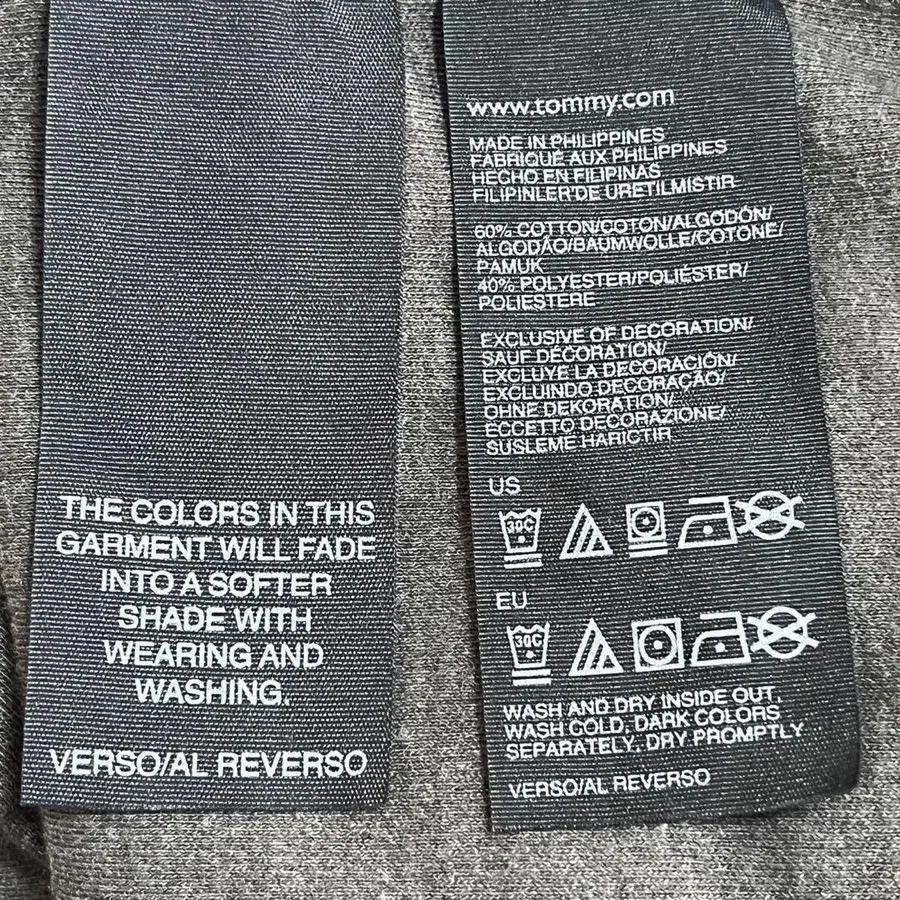 THE COLORS IN THIS
GARMENT WILL FADE
INTO A SOFTER
SHADE WITH
WEARING AND
WASHING.
VERSO/AL REVERSO
www.tommy.com
MADE IN PHILIPPINES
FABRIQUÉ AUX PHILIPPINES
HECHO EN FILIPINAS
FILIPINLER'DE URETILMISTIR
60% COTTON/COTON/ALGODÓN/
ALGODÃO/BAUMWOLLE/COTONE/
PAMUK
40% POLYESTER/POLIÉSTER/
POLIESTERE
EXCLUSIVE OF DECORATION/
SAUF DÉCORATION/
EXCLUYE LA DECORACIÓN/
EXCLUINDO DECORAÇÃO/
OHNE DEKORATION/
ECCETTO DECORAZIONE/
SUSLEME HARICTIR
US
30C
EU
30C
WASH AND DRY INSIDE OUT,
WASH COLD, DARK COLORS
SEPARATELY, DRY PROMPTLY
VERSO/AL REVERSO